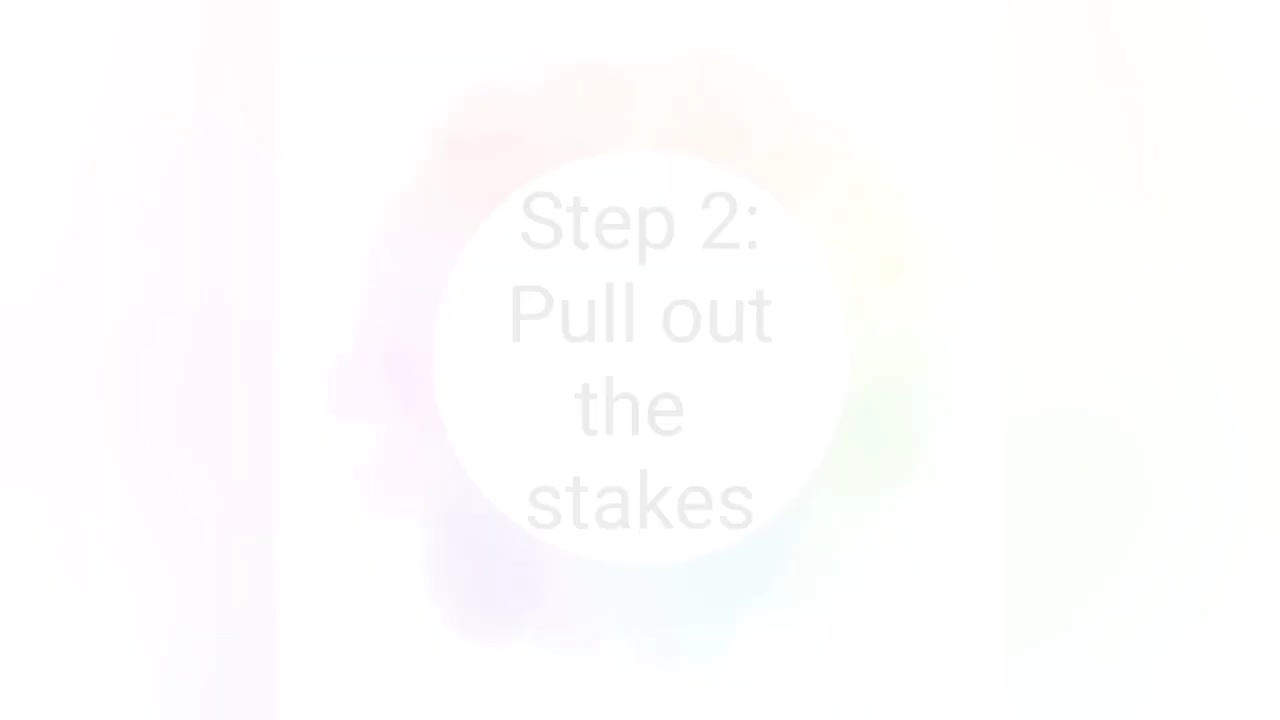 Step 2:
Pull out
the
stakes